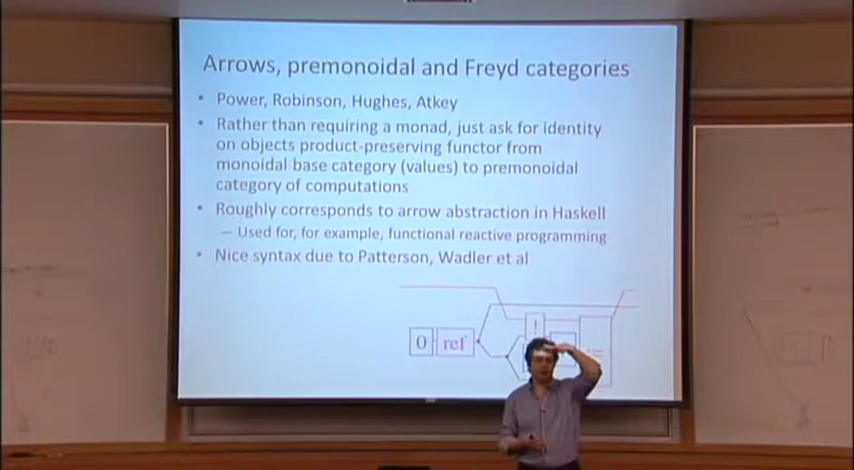 Arrows, premonoidal and Freyd categories
• Power, Robinson, Hughes, Atkey
• Rather than requiring a monad, just ask for identity
on objects product-preserving functor from
monoidal base category (values) to premonoidal
category of computations
• Roughly corresponds to arrow abstraction in Haskell
– Used for, for example, functional reactive programming
• Nice syntax due to Patterson, Wadler et al
!
0 ref